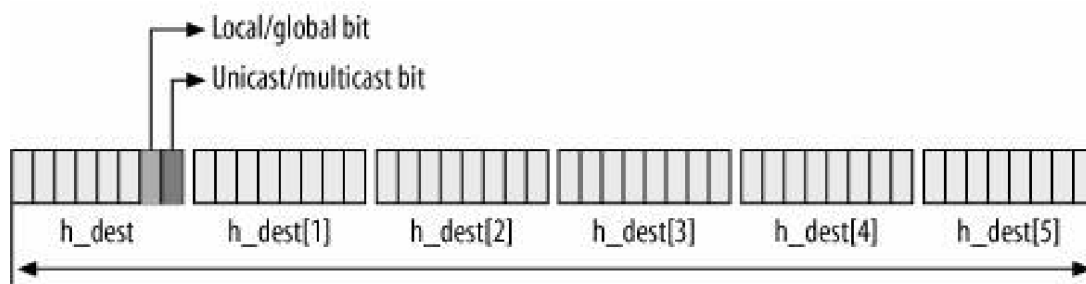 Local/global bit
Unicast/multicast bit
h_dest h_dest[1] h_dest[2] h_dest[3] h_dest[4] h_dest[5]